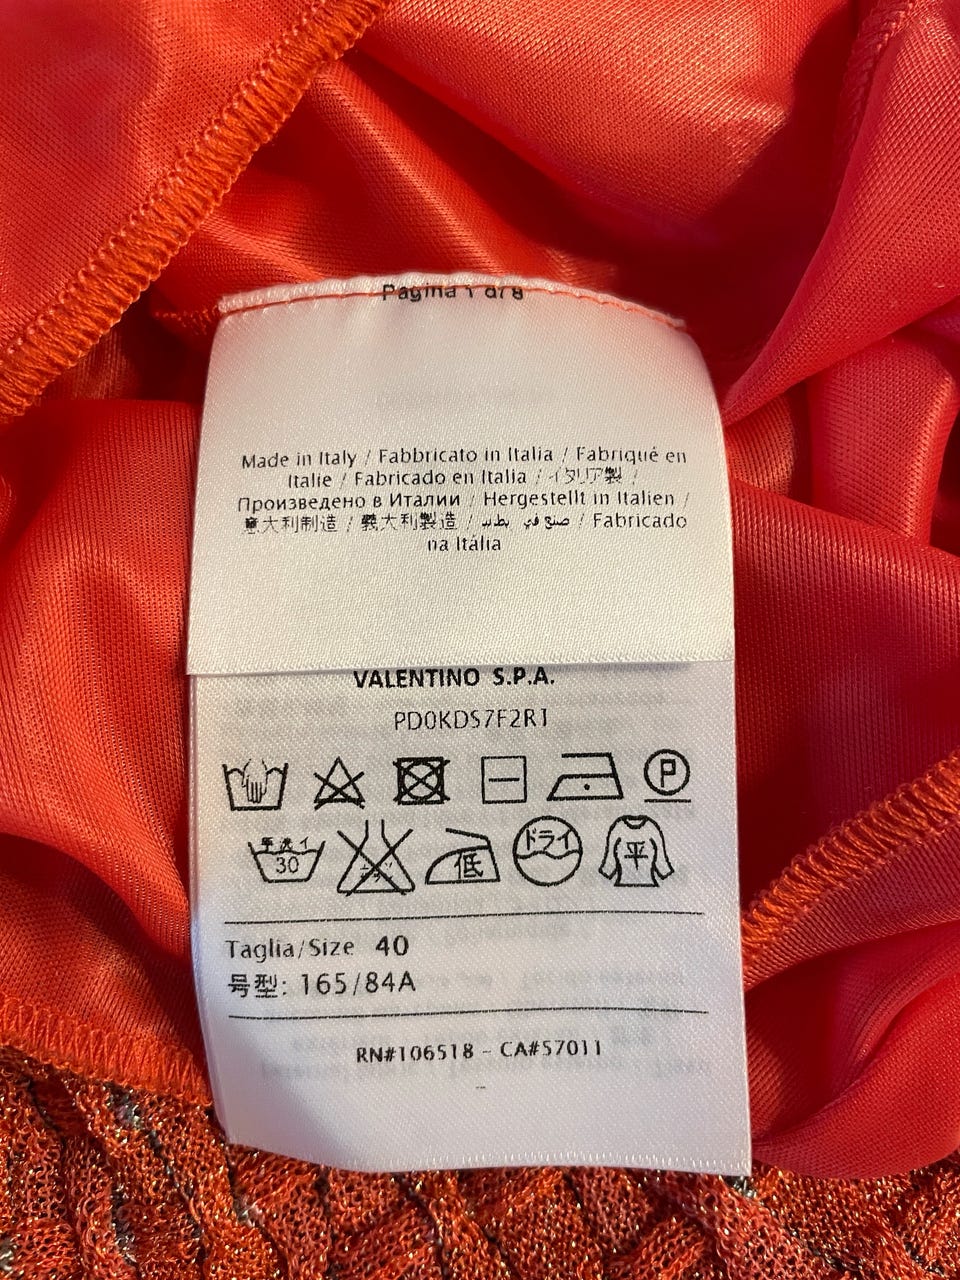 Pagina 1 di 8
Made in Italy / Fabbricato in Italia / Fabriqué en
Italie / Fabricado en Italia / イタリア製 /
Произведено в Италии / Hergestellt in Italien /
意大利制造 / 義大利製造 / صنع في / Fabricado
na Itália
VALENTINO S.P.A.
PD0KDS7F2R1
P
手洗イ 30 低 ドライ 平
Taglia/Size 40
号型: 165/84A
RN#106518 - CA#57011